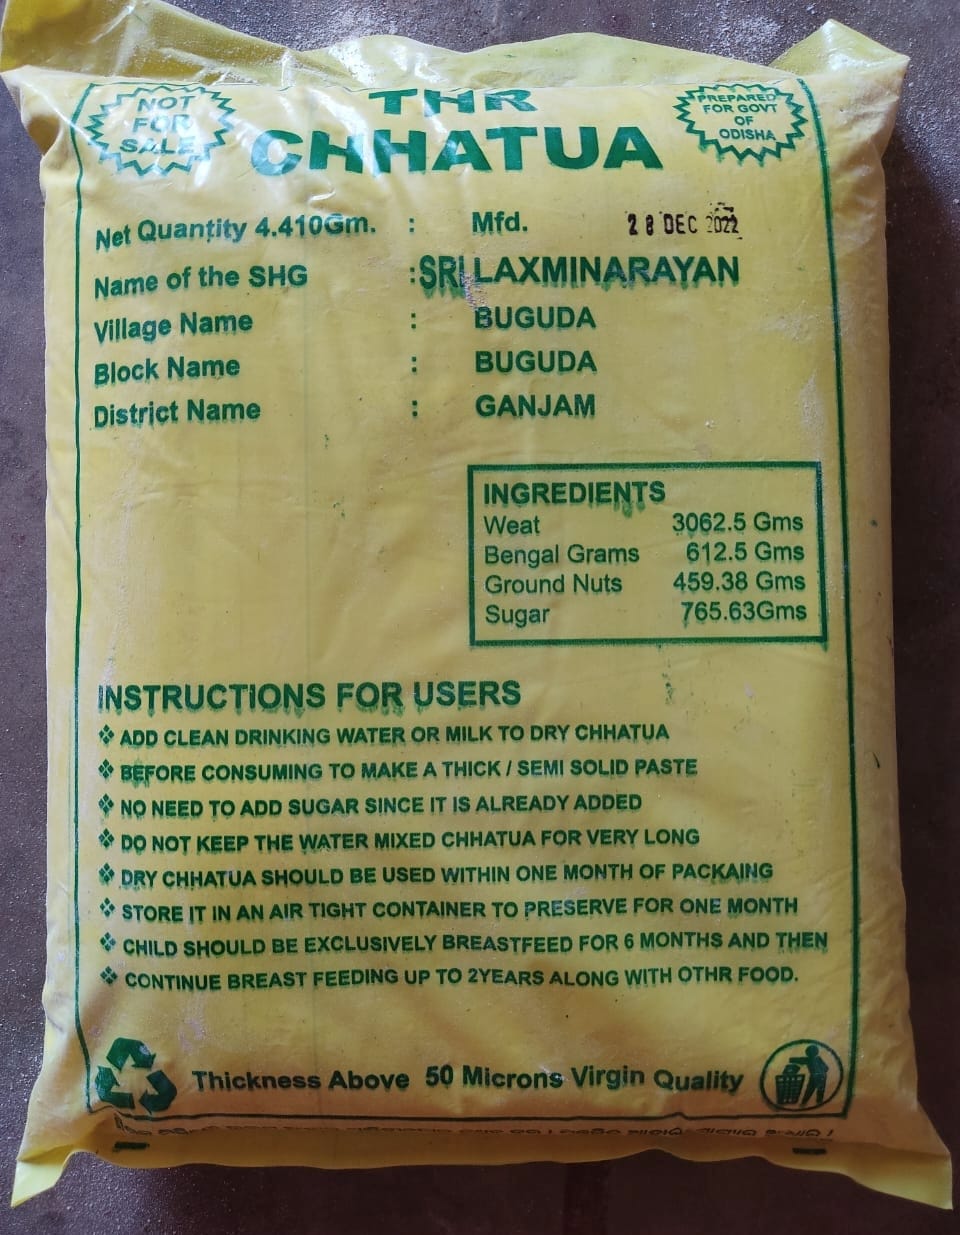 NOT
FOR
SALE
THR
CHHATUA
PREPARED
FOR GOVT
OF
ODISHA
Net Quantity 4.410Gm. : Mfd. 28 DEC 2022
Name of the SHG : SRI LAXMINARAYAN
Village Name : BUGUDA
Block Name : BUGUDA
District Name : GANJAM
INGREDIENTS
Weat 3062.5 Gms
Bengal Grams 612.5 Gms
Ground Nuts 459.38 Gms
Sugar 765.63Gms
INSTRUCTIONS FOR USERS
❖ ADD CLEAN DRINKING WATER OR MILK TO DRY CHHATUA
❖ BEFORE CONSUMING TO MAKE A THICK / SEMI SOLID PASTE
❖ NO NEED TO ADD SUGAR SINCE IT IS ALREADY ADDED
❖ DO NOT KEEP THE WATER MIXED CHHATUA FOR VERY LONG
❖ DRY CHHATUA SHOULD BE USED WITHIN ONE MONTH OF PACKAING
❖ STORE IT IN AN AIR TIGHT CONTAINER TO PRESERVE FOR ONE MONTH
❖ CHILD SHOULD BE EXCLUSIVELY BREASTFEED FOR 6 MONTHS AND THEN
❖ CONTINUE BREAST FEEDING UP TO 2YEARS ALONG WITH OTHR FOOD.
Thickness Above 50 Microns Virgin Quality